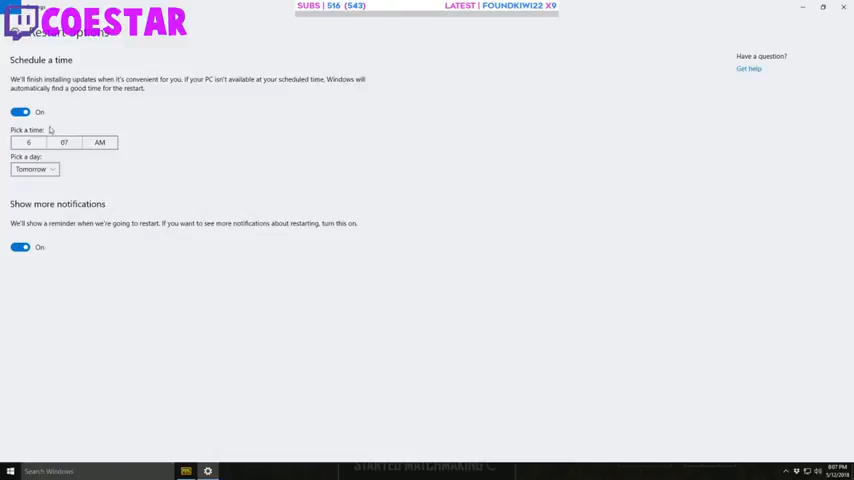 SUBS | 516 (543)
LATEST | FOUNDKIWI22 X9
COESTAR
Restart options
Schedule a time
Have a question?
Get help
We'll finish installing updates when it's convenient for you. If your PC isn't available at your scheduled time, Windows will
automatically find a good time for the restart.
On
Pick a time:
6 07 AM
Pick a day:
Tomorrow
Show more notifications
We'll show a reminder when we're going to restart. If you want to see more notifications about restarting, turn this on.
On
STARTED MATCHMAKING
Search Windows
8:07 PM
5/12/2018